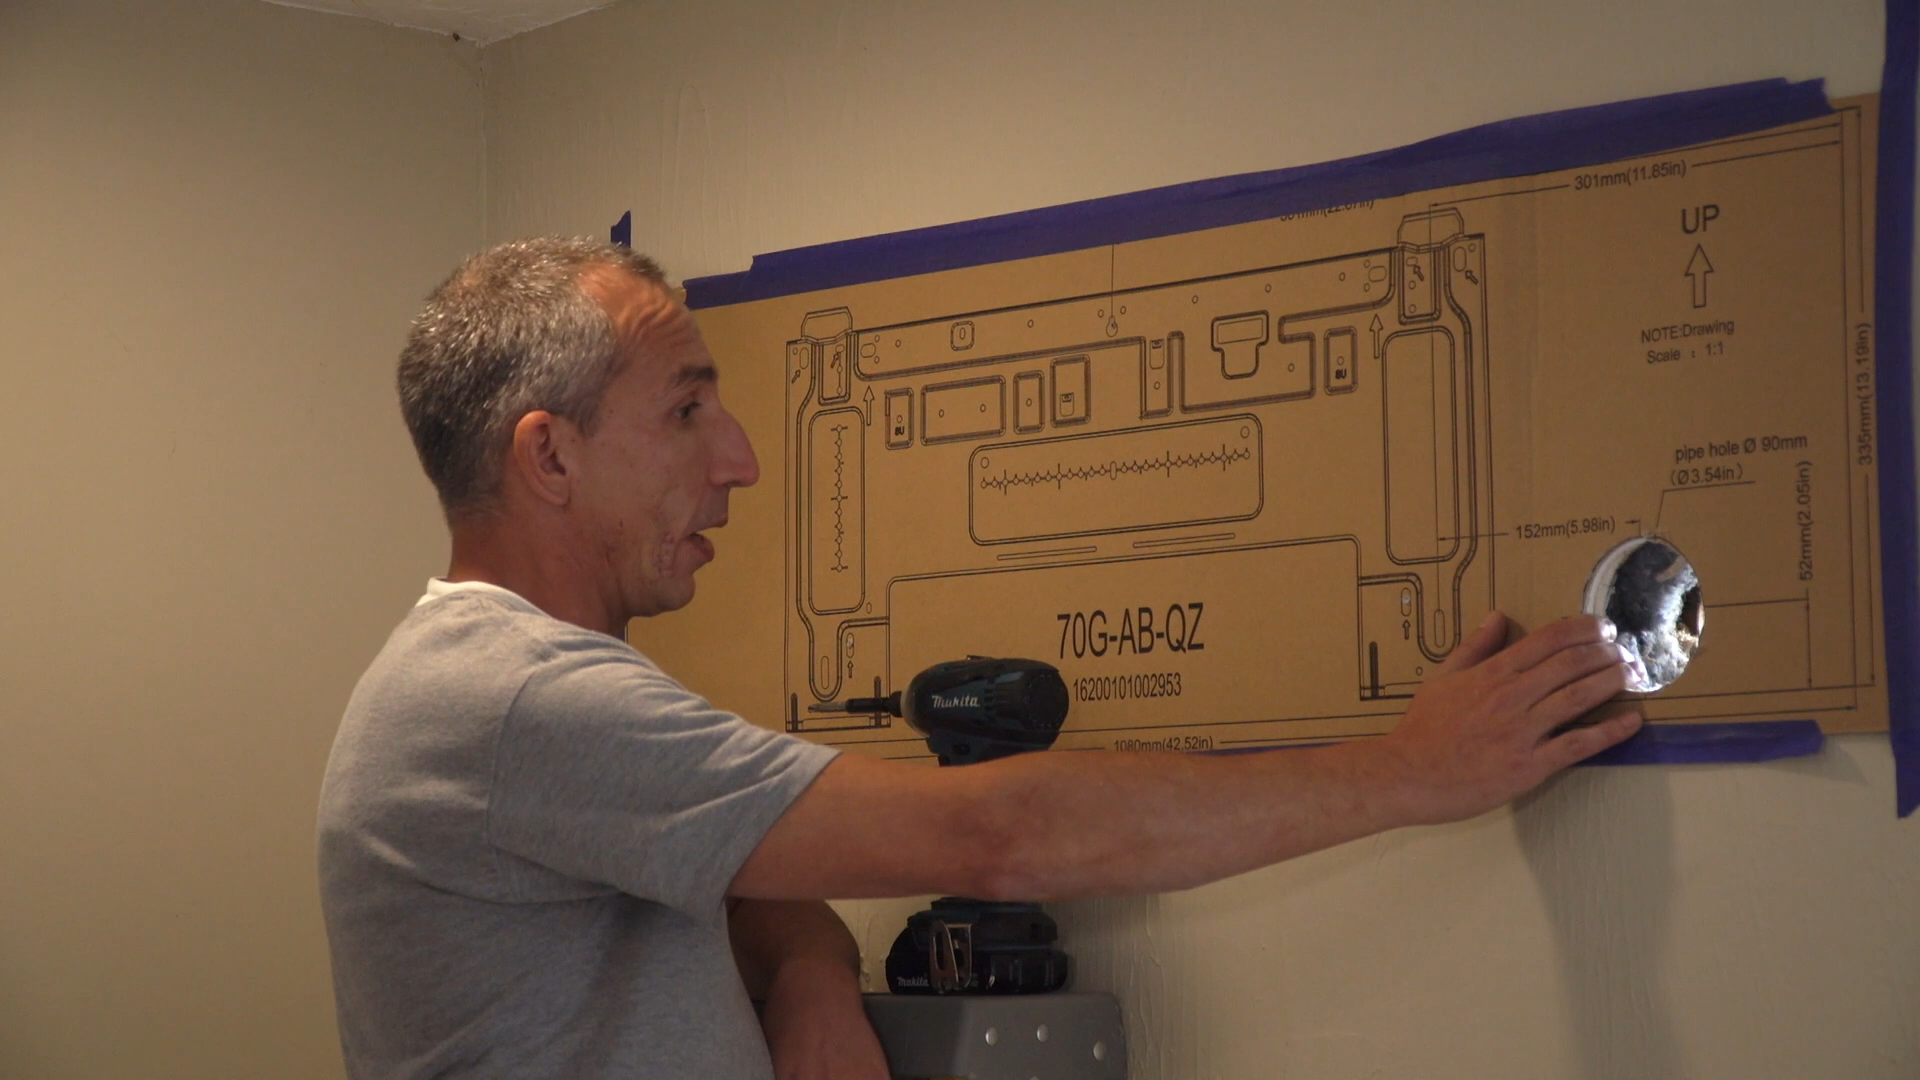 301mm(11.85in)
UP
NOTE:Drawing
Scale : 1:1
335mm(13.19in)
pipe hole Ø 90mm
(Ø3.54in)
152mm(5.98in)
52mm(2.05in)
70G-AB-QZ
16200101002953
1080mm(42.52in)
Makita
Makita